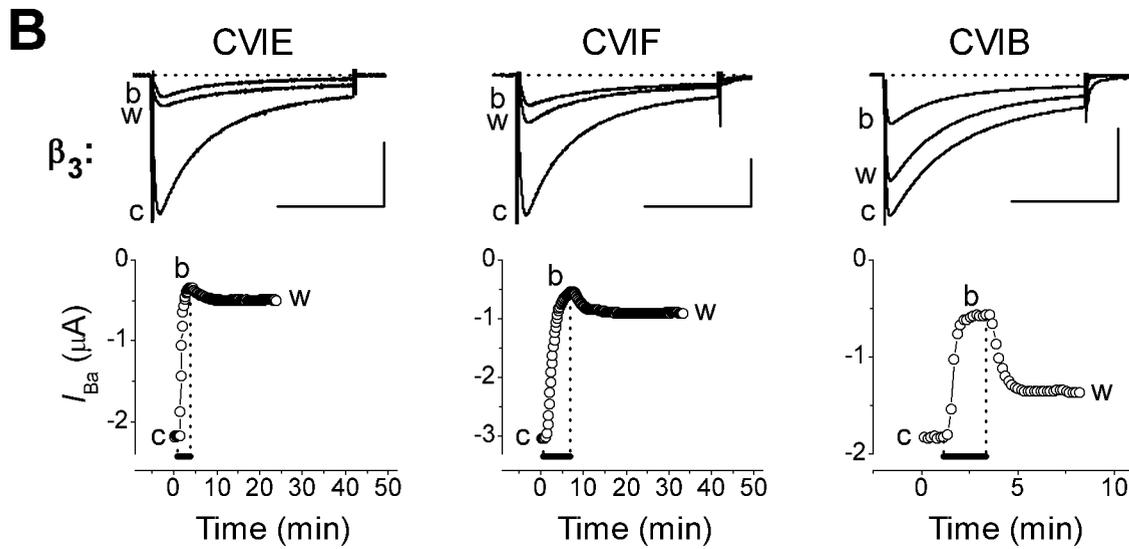 B
CVIE CVIF CVIB
b b b
w w w
β3:
c c c
0 0 0
b b b
w w w
-1 -1 -1
IBa (μA)
-2 -2 -2
-3
c c c
0 10 20 30 40 50 0 10 20 30 40 50 0 5 10
Time (min) Time (min) Time (min)